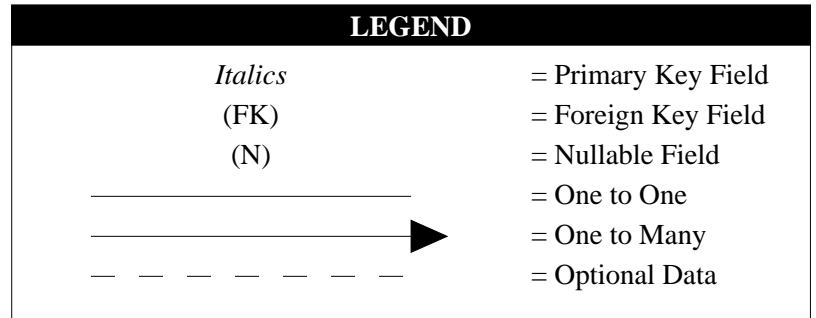 LEGEND
Italics = Primary Key Field
(FK) = Foreign Key Field
(N) = Nullable Field
= One to One
= One to Many
= Optional Data